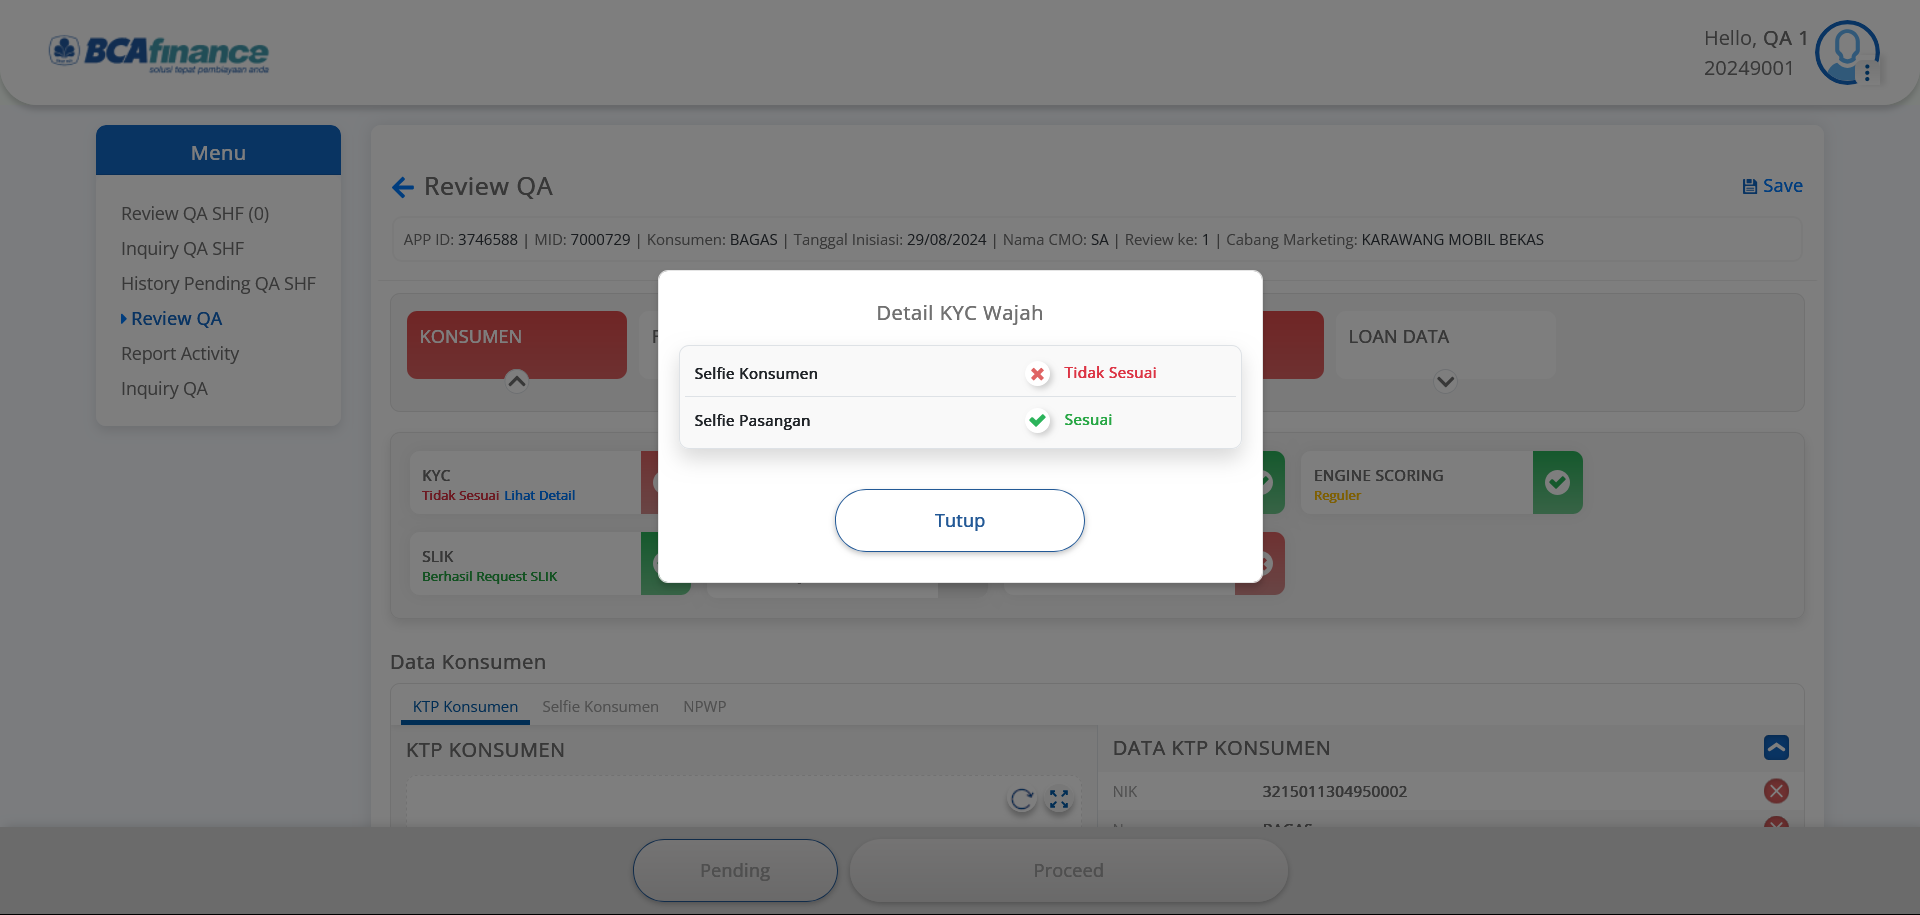 BCAfinance
solusi tepat pembiayaan anda
Hello, QA 1
20249001
Menu
Review QA SHF (0)
Inquiry QA SHF
History Pending QA SHF
Review QA
Report Activity
Inquiry QA
Review QA
Save
APP ID: 3746588 | MID: 7000729 | Konsumen: BAGAS | Tanggal Inisiasi: 29/08/2024 | Nama CMO: SA | Review ke: 1 | Cabang Marketing: KARAWANG MOBIL BEKAS
KONSUMEN
LOAN DATA
Detail KYC Wajah
Selfie Konsumen Tidak Sesuai
Selfie Pasangan Sesuai
Tutup
KYC
Tidak Sesuai Lihat Detail
ENGINE SCORING
Reguler
SLIK
Berhasil Request SLIK
Data Konsumen
KTP Konsumen Selfie Konsumen NPWP
KTP KONSUMEN
DATA KTP KONSUMEN
NIK 3215011304950002
Pending
Proceed